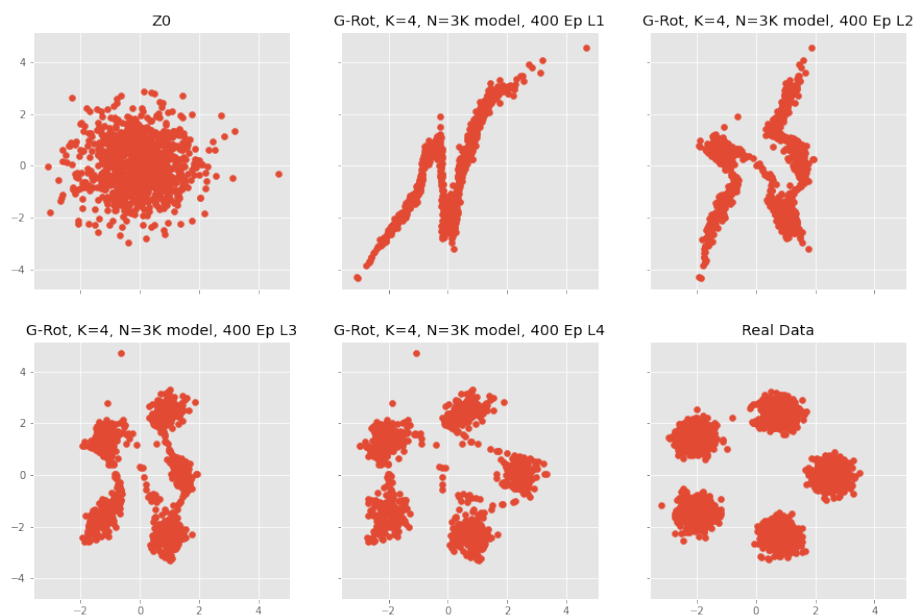 Z0
G-Rot, K=4, N=3K model, 400 Ep L1
G-Rot, K=4, N=3K model, 400 Ep L2
4
2
0
−2
−4
G-Rot, K=4, N=3K model, 400 Ep L3
G-Rot, K=4, N=3K model, 400 Ep L4
Real Data
4
2
0
−2
−4
−2 0 2 4
−2 0 2 4
−2 0 2 4